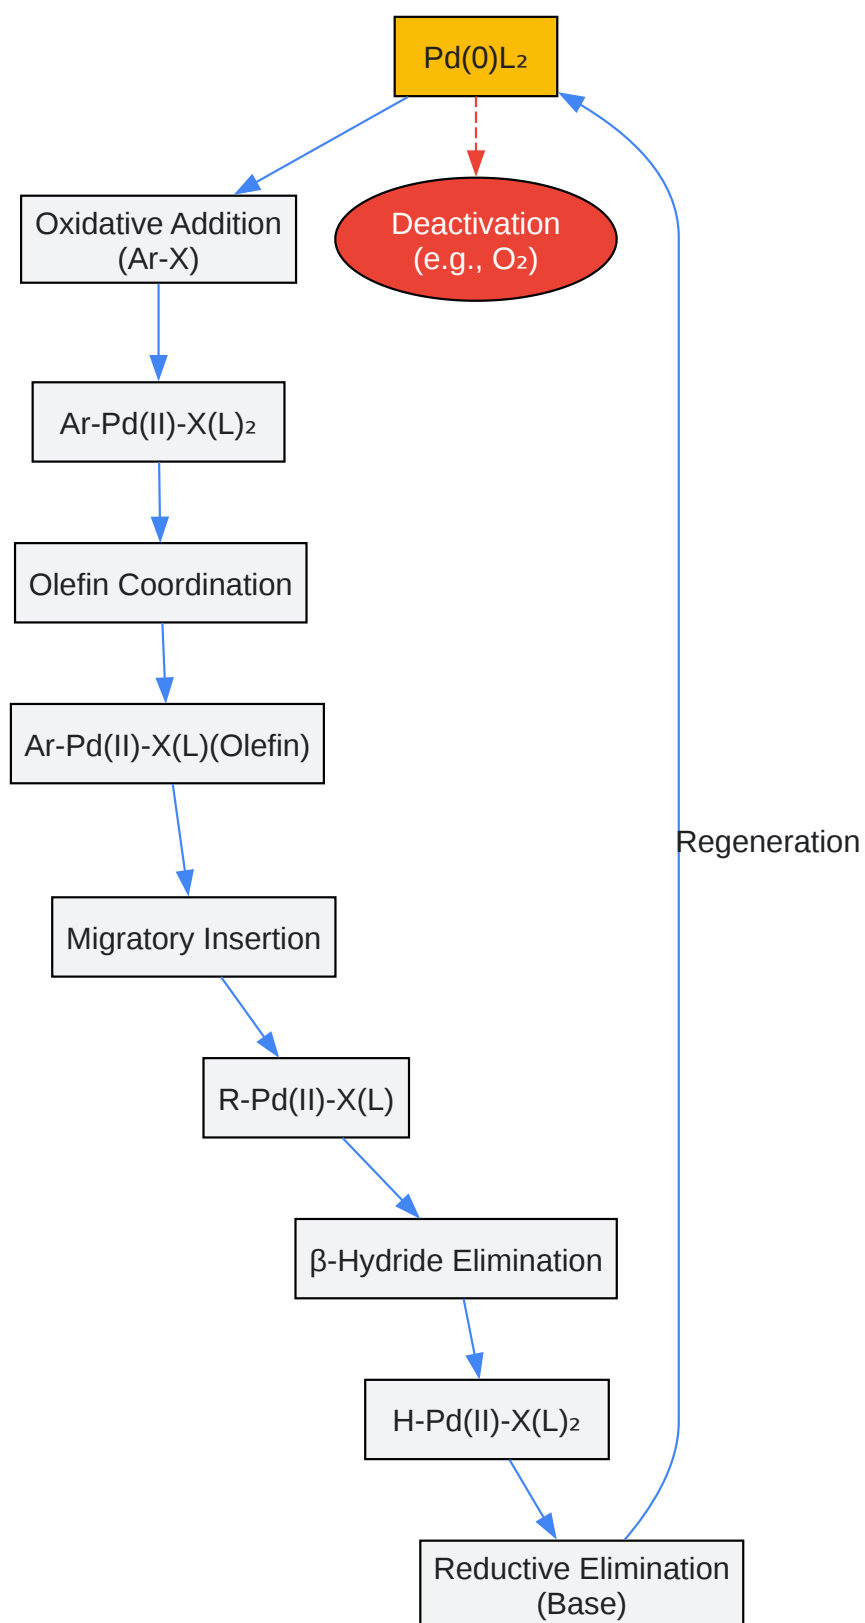 Pd(0)L₂
Oxidative Addition
(Ar-X)
Deactivation
(e.g., O₂)
Ar-Pd(II)-X(L)₂
Olefin Coordination
Ar-Pd(II)-X(L)(Olefin)
Regeneration
Migratory Insertion
R-Pd(II)-X(L)
β-Hydride Elimination
H-Pd(II)-X(L)₂
Reductive Elimination
(Base)